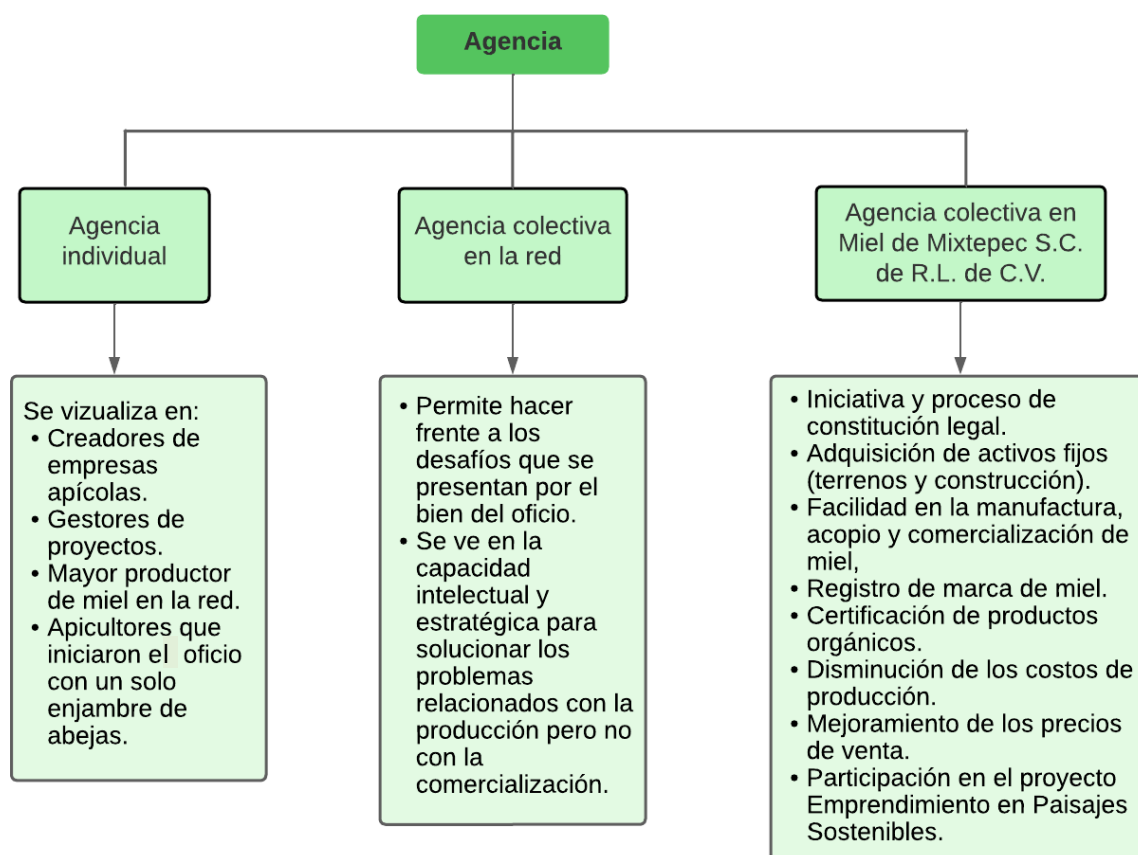 Agencia
Agencia
individual
Agencia colectiva
en la red
Agencia colectiva en
Miel de Mixtepec S.C.
de R.L. de C.V.
Se vizualiza en:
• Creadores de
empresas
apícolas.
• Gestores de
proyectos.
• Mayor productor
de miel en la red.
• Apicultores que
iniciaron el oficio
con un solo
enjambre de
abejas.
• Permite hacer
frente a los
desafíos que se
presentan por el
bien del oficio.
• Se ve en la
capacidad
intelectual y
estratégica para
solucionar los
problemas
relacionados con la
producción pero no
con la
comercialización.
• Iniciativa y proceso de
constitución legal.
• Adquisición de activos fijos
(terrenos y construcción).
• Facilidad en la manufactura,
acopio y comercialización de
miel,
• Registro de marca de miel.
• Certificación de productos
orgánicos.
• Disminución de los costos de
producción.
• Mejoramiento de los precios
de venta.
• Participación en el proyecto
Emprendimiento en Paisajes
Sostenibles.